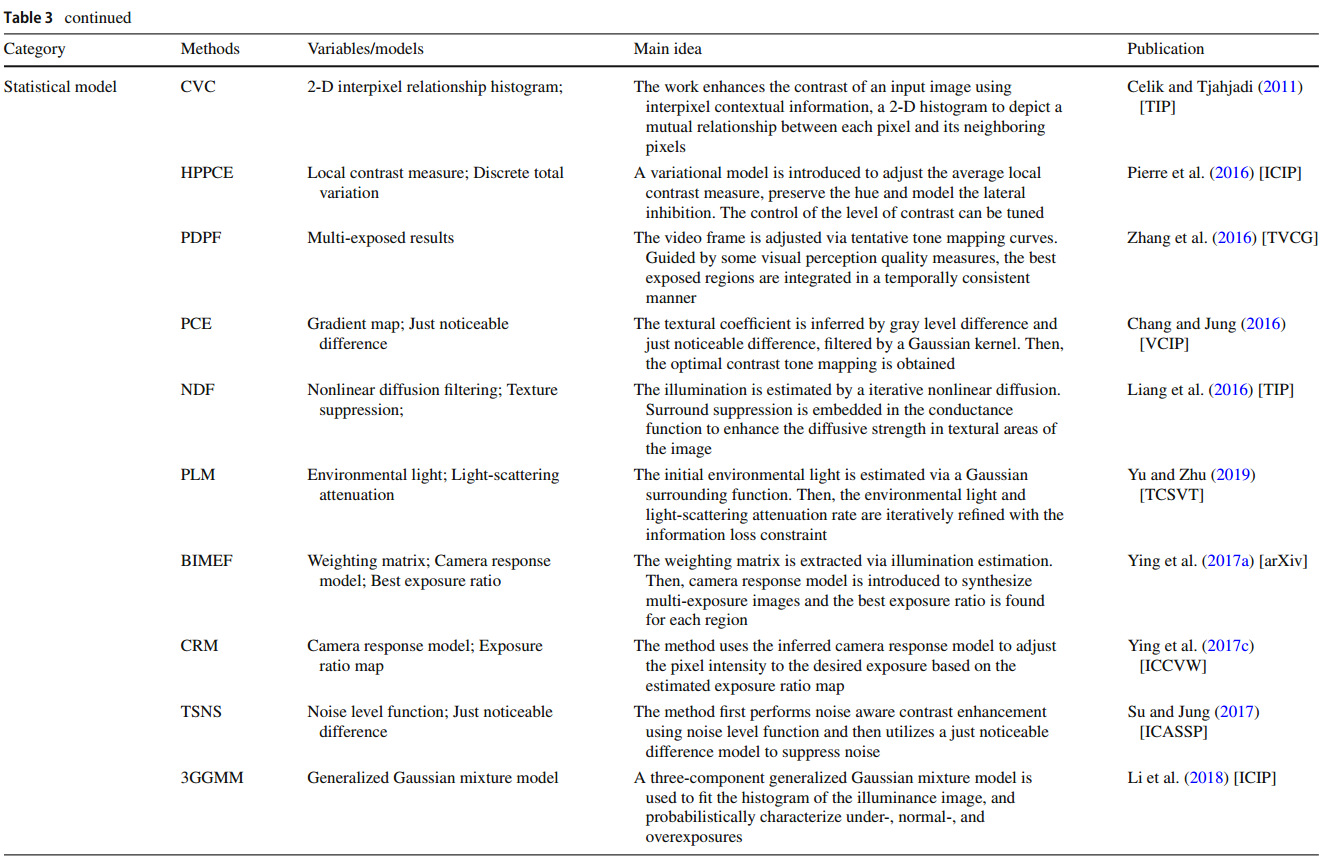 Table 3 continued
Category Methods Variables/models Main idea Publication
Statistical model CVC 2-D interpixel relationship histogram; The work enhances the contrast of an input image using Celik and Tjahjadi (2011)
interpixel contextual information, a 2-D histogram to depict a [TIP]
mutual relationship between each pixel and its neighboring
pixels
HPPCE Local contrast measure; Discrete total A variational model is introduced to adjust the average local Pierre et al. (2016) [ICIP]
variation contrast measure, preserve the hue and model the lateral
inhibition. The control of the level of contrast can be tuned
PDPF Multi-exposed results The video frame is adjusted via tentative tone mapping curves. Zhang et al. (2016) [TVCG]
Guided by some visual perception quality measures, the best
exposed regions are integrated in a temporally consistent
manner
PCE Gradient map; Just noticeable The textural coefficient is inferred by gray level difference and Chang and Jung (2016)
difference just noticeable difference, filtered by a Gaussian kernel. Then, [VCIP]
the optimal contrast tone mapping is obtained
NDF Nonlinear diffusion filtering; Texture The illumination is estimated by a iterative nonlinear diffusion. Liang et al. (2016) [TIP]
suppression; Surround suppression is embedded in the conductance
function to enhance the diffusive strength in textural areas of
the image
PLM Environmental light; Light-scattering The initial environmental light is estimated via a Gaussian Yu and Zhu (2019)
attenuation surrounding function. Then, the environmental light and [TCSVT]
light-scattering attenuation rate are iteratively refined with the
information loss constraint
BIMEF Weighting matrix; Camera response The weighting matrix is extracted via illumination estimation. Ying et al. (2017a) [arXiv]
model; Best exposure ratio Then, camera response model is introduced to synthesize
multi-exposure images and the best exposure ratio is found
for each region
CRM Camera response model; Exposure The method uses the inferred camera response model to adjust Ying et al. (2017c)
ratio map the pixel intensity to the desired exposure based on the [ICCVW]
estimated exposure ratio map
TSNS Noise level function; Just noticeable The method first performs noise aware contrast enhancement Su and Jung (2017)
difference using noise level function and then utilizes a just noticeable [ICASSP]
difference model to suppress noise
3GGMM Generalized Gaussian mixture model A three-component generalized Gaussian mixture model is Li et al. (2018) [ICIP]
used to fit the histogram of the illuminance image, and
probabilistically characterize under-, normal-, and
overexposures